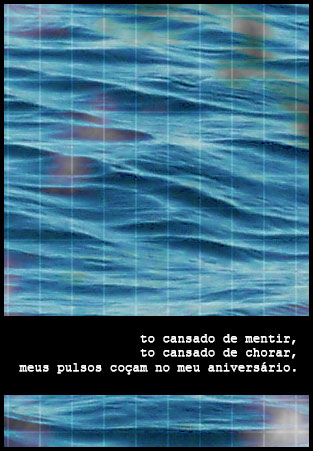 to cansado de mentir,
to cansado de chorar,
meus pulsos coçam no meu aniversário.